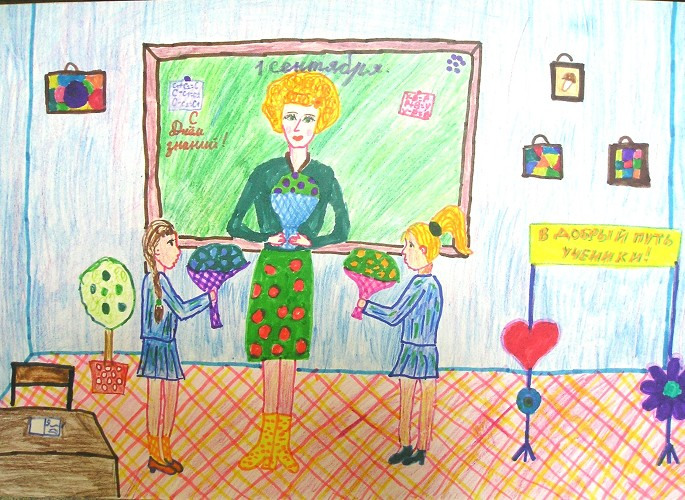 1 сентября.
С
Днём
знаний!
В ДОБРЫЙ ПУТЬ
УЧЕНИКИ!